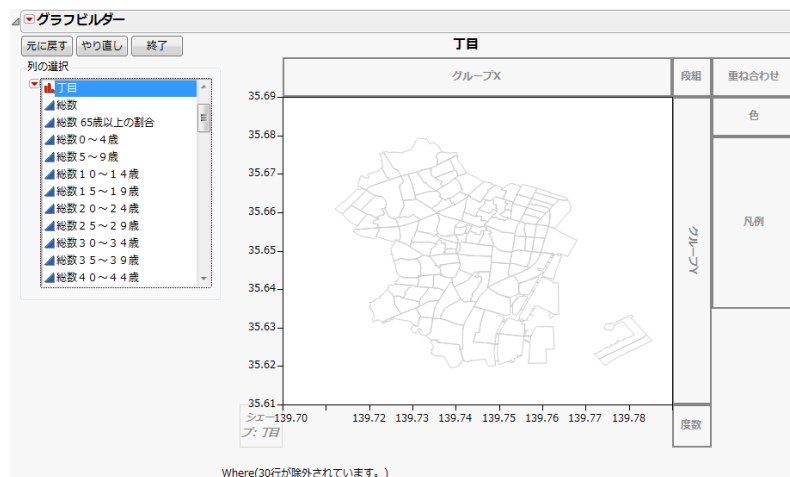 グラフビルダー
元に戻す やり直し 終了
列の選択
丁目
総数
総数 65歳以上の割合
総数０～４歳
総数５～９歳
総数１０～１４歳
総数１５～１９歳
総数２０～２４歳
総数２５～２９歳
総数３０～３４歳
総数３５～３９歳
総数４０～４４歳
丁目
グループX
段組
重ね合わせ
色
凡例
グループY
35.69
35.68
35.67
35.66
35.65
35.64
35.63
35.62
35.61
シェープ: 丁目
139.70 139.72 139.73 139.74 139.75 139.76 139.77 139.78
度数
Where(30行が除外されています。)